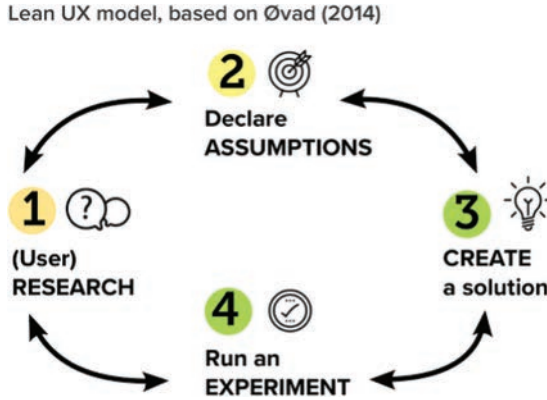 Lean UX model, based on Øvad (2014)
2
Declare
ASSUMPTIONS
1
?
(User)
RESEARCH
3
CREATE
a solution
4
Run an
EXPERIMENT